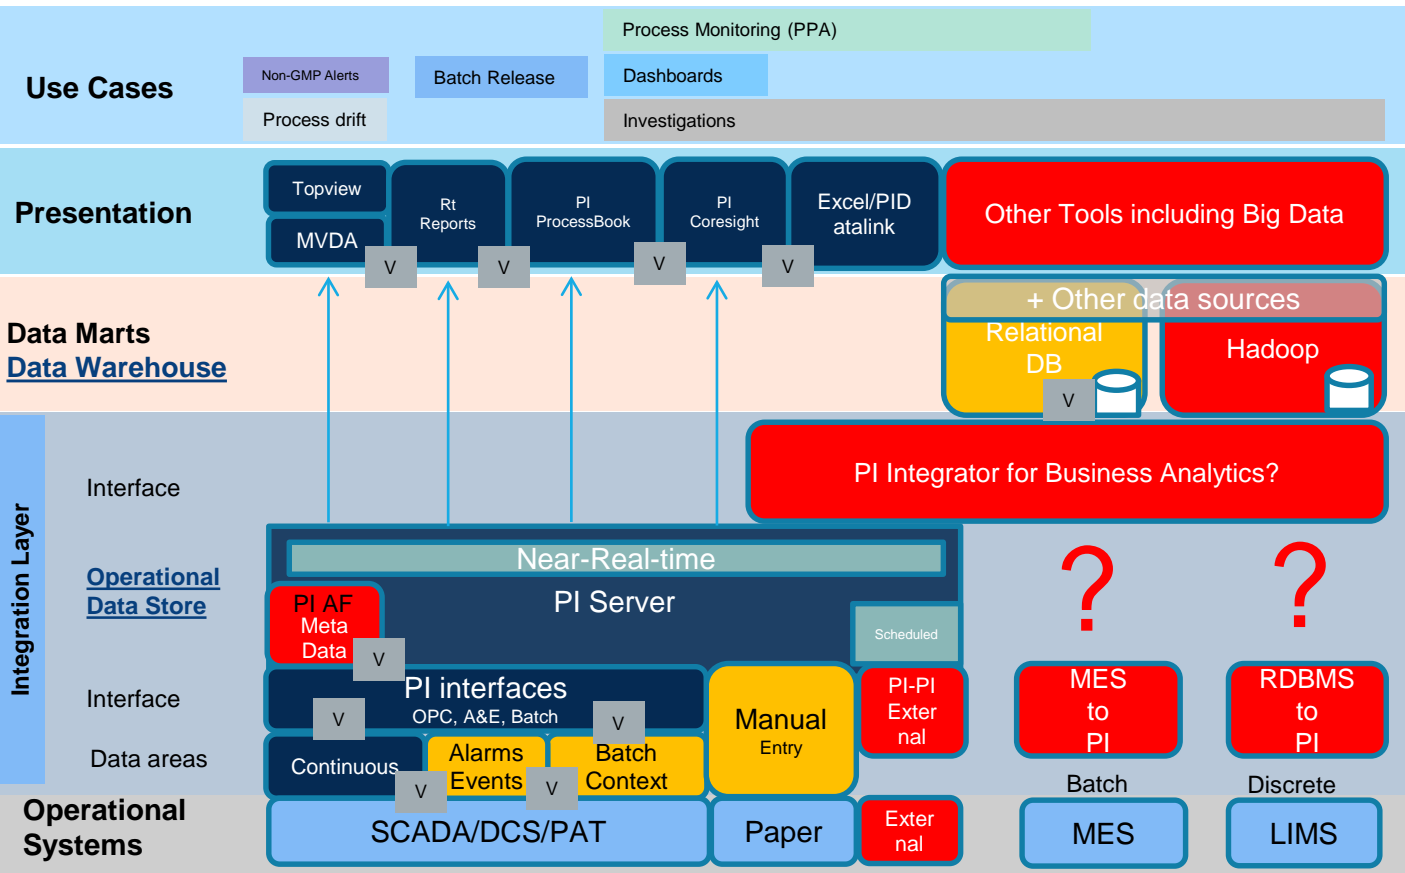 Process Monitoring (PPA)
Use Cases
Non-GMP Alerts
Batch Release
Dashboards
Process drift
Investigations
Presentation
Topview
MVDA
Rt
Reports
PI
ProcessBook
PI
Coresight
Excel/PID
atalink
Other Tools including Big Data
V
V
V
V
Data Marts
Data Warehouse
+ Other data sources
Relational
DB
Hadoop
V
Integration Layer
Interface
PI Integrator for Business Analytics?
Operational
Data Store
Near-Real-time
PI Server
PI AF
Meta
Data
V
Scheduled
?
?
Interface
PI interfaces
OPC, A&E, Batch
V
V
Manual
Entry
PI-PI
Exter
nal
MES
to
PI
RDBMS
to
PI
Data areas
Continuous
Alarms
Events
Batch
Context
V
V
Batch
Discrete
Operational
Systems
SCADA/DCS/PAT
Paper
Exter
nal
MES
LIMS